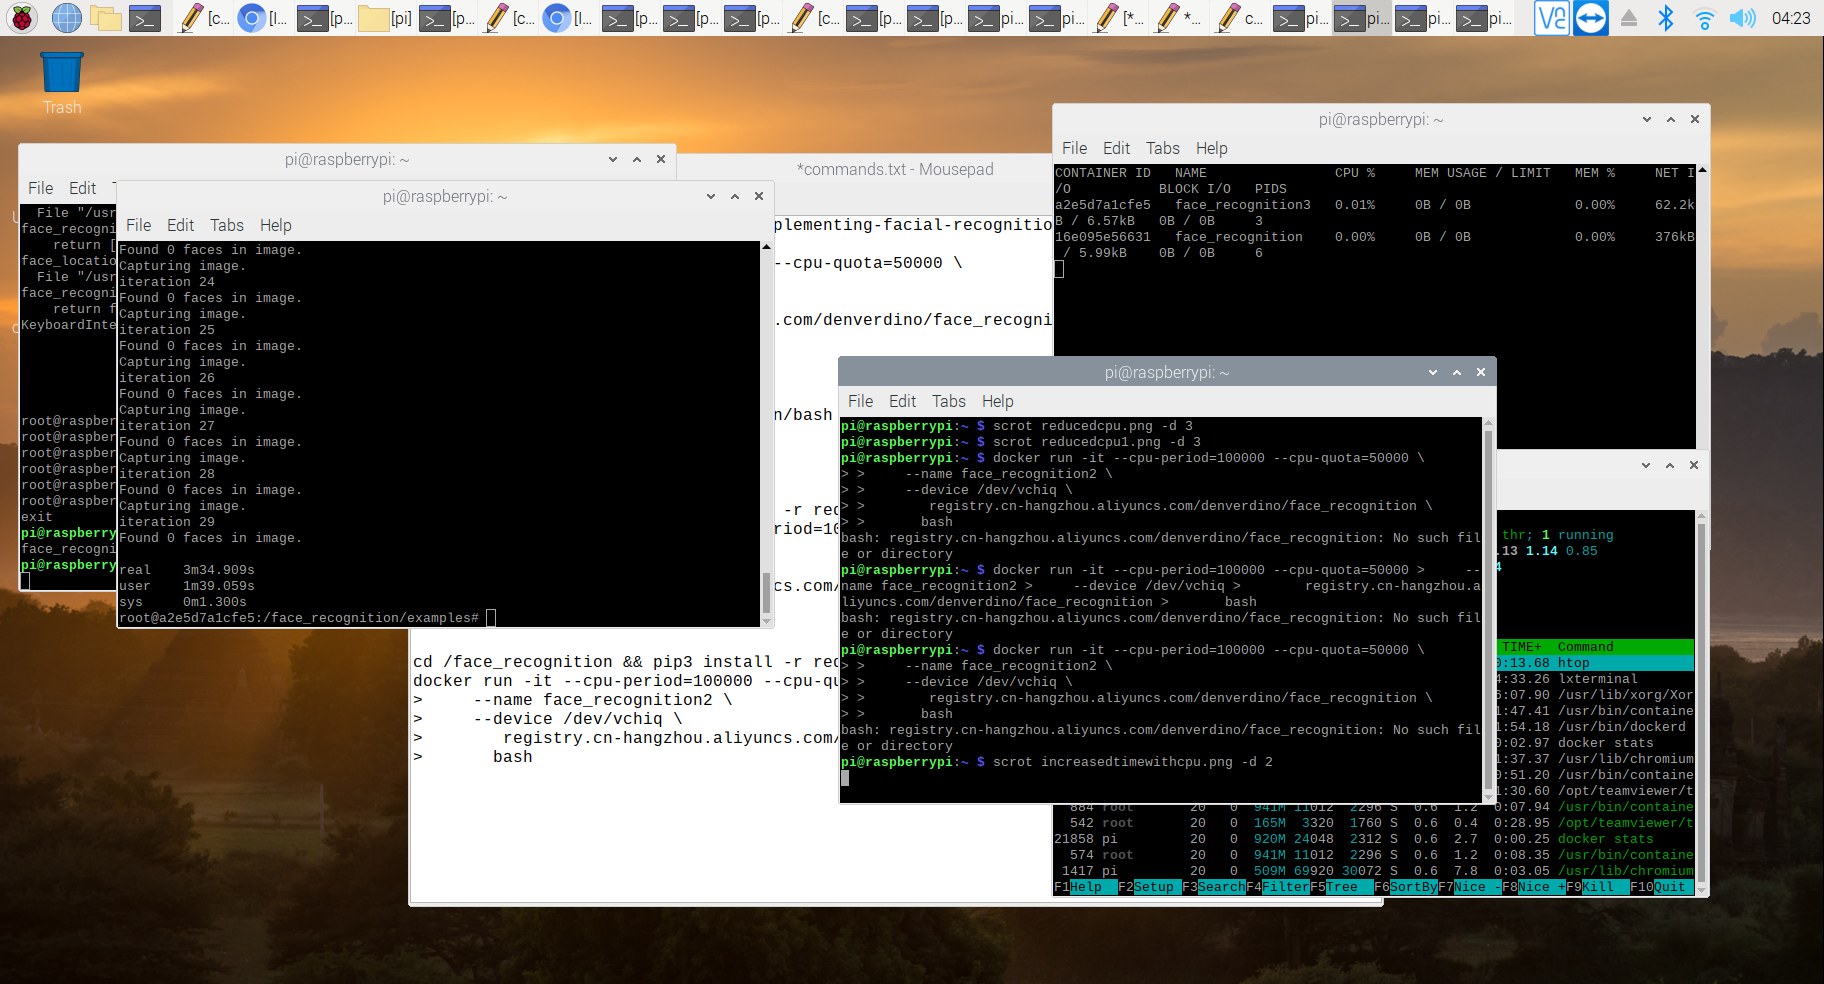 [c...
[l...
[p...
[pi]
[p...
[c...
[l...
[p...
[p...
[p...
[c...
[p...
[p...
pi...
pi...
[*...
*...
c...
pi...
pi...
pi...
pi...
04:23
Trash
pi@raspberrypi: ~
File Edit
  File "/usr
face_recogni
    return [
face_locatio
  File "/usr
face_recogni
    return f
KeyboardInte
root@raspber
root@raspber
root@raspber
root@raspber
root@raspber
root@raspber
exit
pi@raspberry
face_recogni
pi@raspberry
pi@raspberrypi: ~
File Edit Tabs Help
Found 0 faces in image.
Capturing image.
iteration 24
Found 0 faces in image.
Capturing image.
iteration 25
Found 0 faces in image.
Capturing image.
iteration 26
Found 0 faces in image.
Capturing image.
iteration 27
Found 0 faces in image.
Capturing image.
iteration 28
Found 0 faces in image.
Capturing image.
iteration 29
Found 0 faces in image.
real    3m34.909s
user    1m39.059s
sys     0m1.300s
root@a2e5d7a1cfe5:/face_recognition/examples#
*commands.txt - Mousepad
plementing-facial-recognitio
--cpu-quota=50000 \
.com/denverdino/face_recogni
n/bash
-r req
riod=10
ncs.com/
cd /face_recognition && pip3 install -r req
docker run -it --cpu-period=100000 --cpu-qu
>     --name face_recognition2 \
>     --device /dev/vchiq \
>        registry.cn-hangzhou.aliyuncs.com/
>       bash
pi@raspberrypi: ~
File Edit Tabs Help
CONTAINER ID   NAME                CPU %     MEM USAGE / LIMIT   MEM %     NET I
/O           BLOCK I/O   PIDS
a2e5d7a1cfe5   face_recognition3   0.01%     0B / 0B             0.00%     62.2k
B / 6.57kB   0B / 0B     3
16e095e56631   face_recognition    0.00%     0B / 0B             0.00%     376kB
 / 5.99kB    0B / 0B     6
pi@raspberrypi: ~
File Edit Tabs Help
pi@raspberrypi:~ $ scrot reducedcpu.png -d 3
pi@raspberrypi:~ $ scrot reducedcpu1.png -d 3
pi@raspberrypi:~ $ docker run -it --cpu-period=100000 --cpu-quota=50000 \
> >     --name face_recognition2 \
> >     --device /dev/vchiq \
> >        registry.cn-hangzhou.aliyuncs.com/denverdino/face_recognition \
> >       bash
bash: registry.cn-hangzhou.aliyuncs.com/denverdino/face_recognition: No such fil
e or directory
pi@raspberrypi:~ $ docker run -it --cpu-period=100000 --cpu-quota=50000 >     --
name face_recognition2 >     --device /dev/vchiq >        registry.cn-hangzhou.a
liyuncs.com/denverdino/face_recognition >       bash
bash: registry.cn-hangzhou.aliyuncs.com/denverdino/face_recognition: No such fil
e or directory
pi@raspberrypi:~ $ docker run -it --cpu-period=100000 --cpu-quota=50000 \
> >     --name face_recognition2 \
> >     --device /dev/vchiq \
> >        registry.cn-hangzhou.aliyuncs.com/denverdino/face_recognition \
> >       bash
bash: registry.cn-hangzhou.aliyuncs.com/denverdino/face_recognition: No such fil
e or directory
pi@raspberrypi:~ $ scrot increasedtimewithcpu.png -d 2
thr; 1 running
.13 1.14 0.85
4
TIME+  Command
0:13.68 htop
4:33.26 lxterminal
6:07.90 /usr/lib/xorg/Xor
1:47.41 /usr/bin/containe
1:54.18 /usr/bin/dockerd
0:02.97 docker stats
1:37.37 /usr/lib/chromium
0:51.20 /usr/bin/containe
1:30.60 /opt/teamviewer/t
884 root 20 0 941M 11012 2296 S 0.6 1.2 0:07.94 /usr/bin/containe
542 root 20 0 165M 3320 1760 S 0.6 0.4 0:28.95 /opt/teamviewer/t
21858 pi 20 0 920M 24048 2312 S 0.6 2.7 0:00.25 docker stats
574 root 20 0 941M 11012 2296 S 0.6 1.2 0:08.35 /usr/bin/containe
1417 pi 20 0 509M 69920 30072 S 0.6 7.8 0:03.05 /usr/lib/chromium
F1Help F2Setup F3SearchF4FilterF5Tree F6SortByF7Nice -F8Nice +F9Kill F10Quit